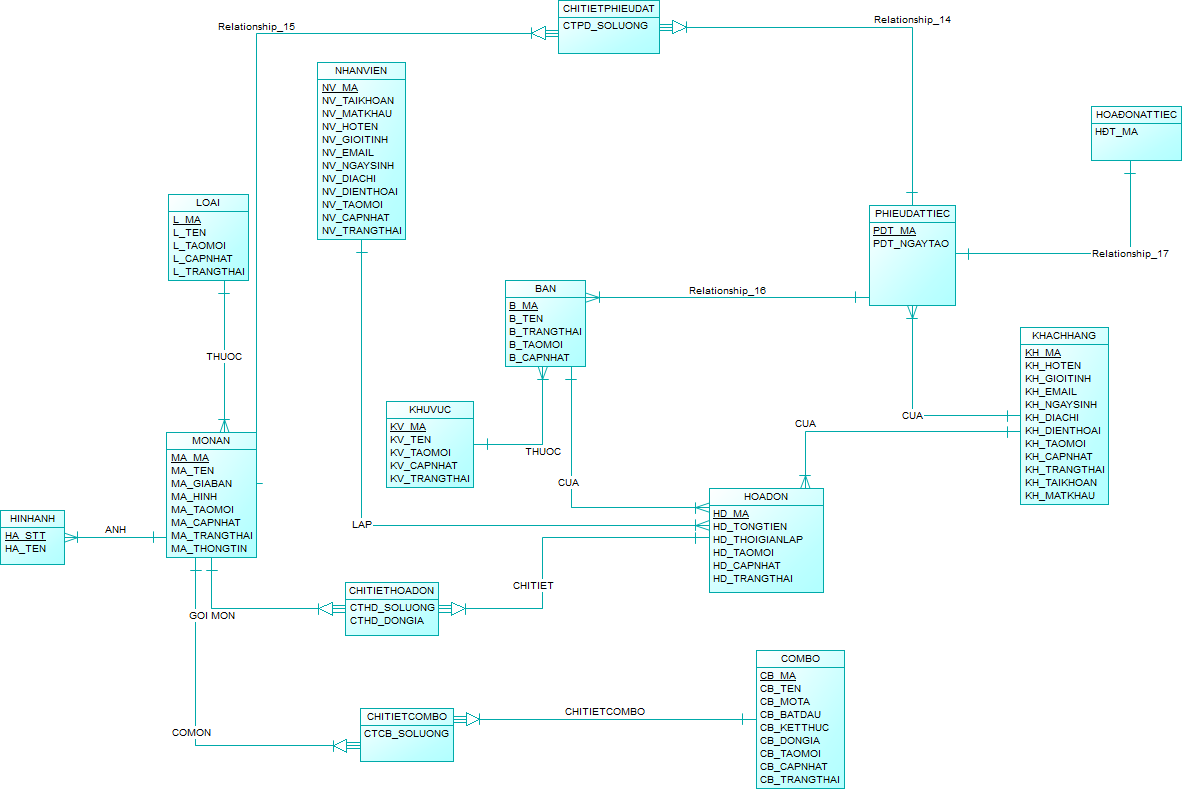 CHITIETPHIEUDAT
CTPD_SOLUONG
Relationship_15
Relationship_14
NHANVIEN
NV_MA
NV_TAIKHOAN
NV_MATKHAU
NV_HOTEN
NV_GIOITINH
NV_EMAIL
NV_NGAYSINH
NV_DIACHI
NV_DIENTHOAI
NV_TAOMOI
NV_CAPNHAT
NV_TRANGTHAI
HOAĐONATTIEC
HĐT_MA
LOAI
L_MA
L_TEN
L_TAOMOI
L_CAPNHAT
L_TRANGTHAI
PHIEUDATTIEC
PDT_MA
PDT_NGAYTAO
Relationship_17
BAN
B_MA
B_TEN
B_TRANGTHAI
B_TAOMOI
B_CAPNHAT
Relationship_16
KHACHHANG
KH_MA
KH_HOTEN
KH_GIOITINH
KH_EMAIL
KH_NGAYSINH
KH_DIACHI
KH_DIENTHOAI
KH_TAOMOI
KH_CAPNHAT
KH_TRANGTHAI
KH_TAIKHOAN
KH_MATKHAU
THUOC
KHUVUC
KV_MA
KV_TEN
KV_TAOMOI
KV_CAPNHAT
KV_TRANGTHAI
CUA
CUA
THUOC
MONAN
MA_MA
MA_TEN
MA_GIABAN
MA_HINH
MA_TAOMOI
MA_CAPNHAT
MA_TRANGTHAI
MA_THONGTIN
CUA
HOADON
HD_MA
HD_TONGTIEN
HD_THOIGIANLAP
HD_TAOMOI
HD_CAPNHAT
HD_TRANGTHAI
HINHANH
HA_STT
HA_TEN
ANH
LAP
CHITIET
CHITIETHOADON
CTHD_SOLUONG
CTHD_DONGIA
GOI MON
COMBO
CB_MA
CB_TEN
CB_MOTA
CB_BATDAU
CB_KETTHUC
CB_DONGIA
CB_TAOMOI
CB_CAPNHAT
CB_TRANGTHAI
CHITIETCOMBO
CTCB_SOLUONG
CHITIETCOMBO
COMON